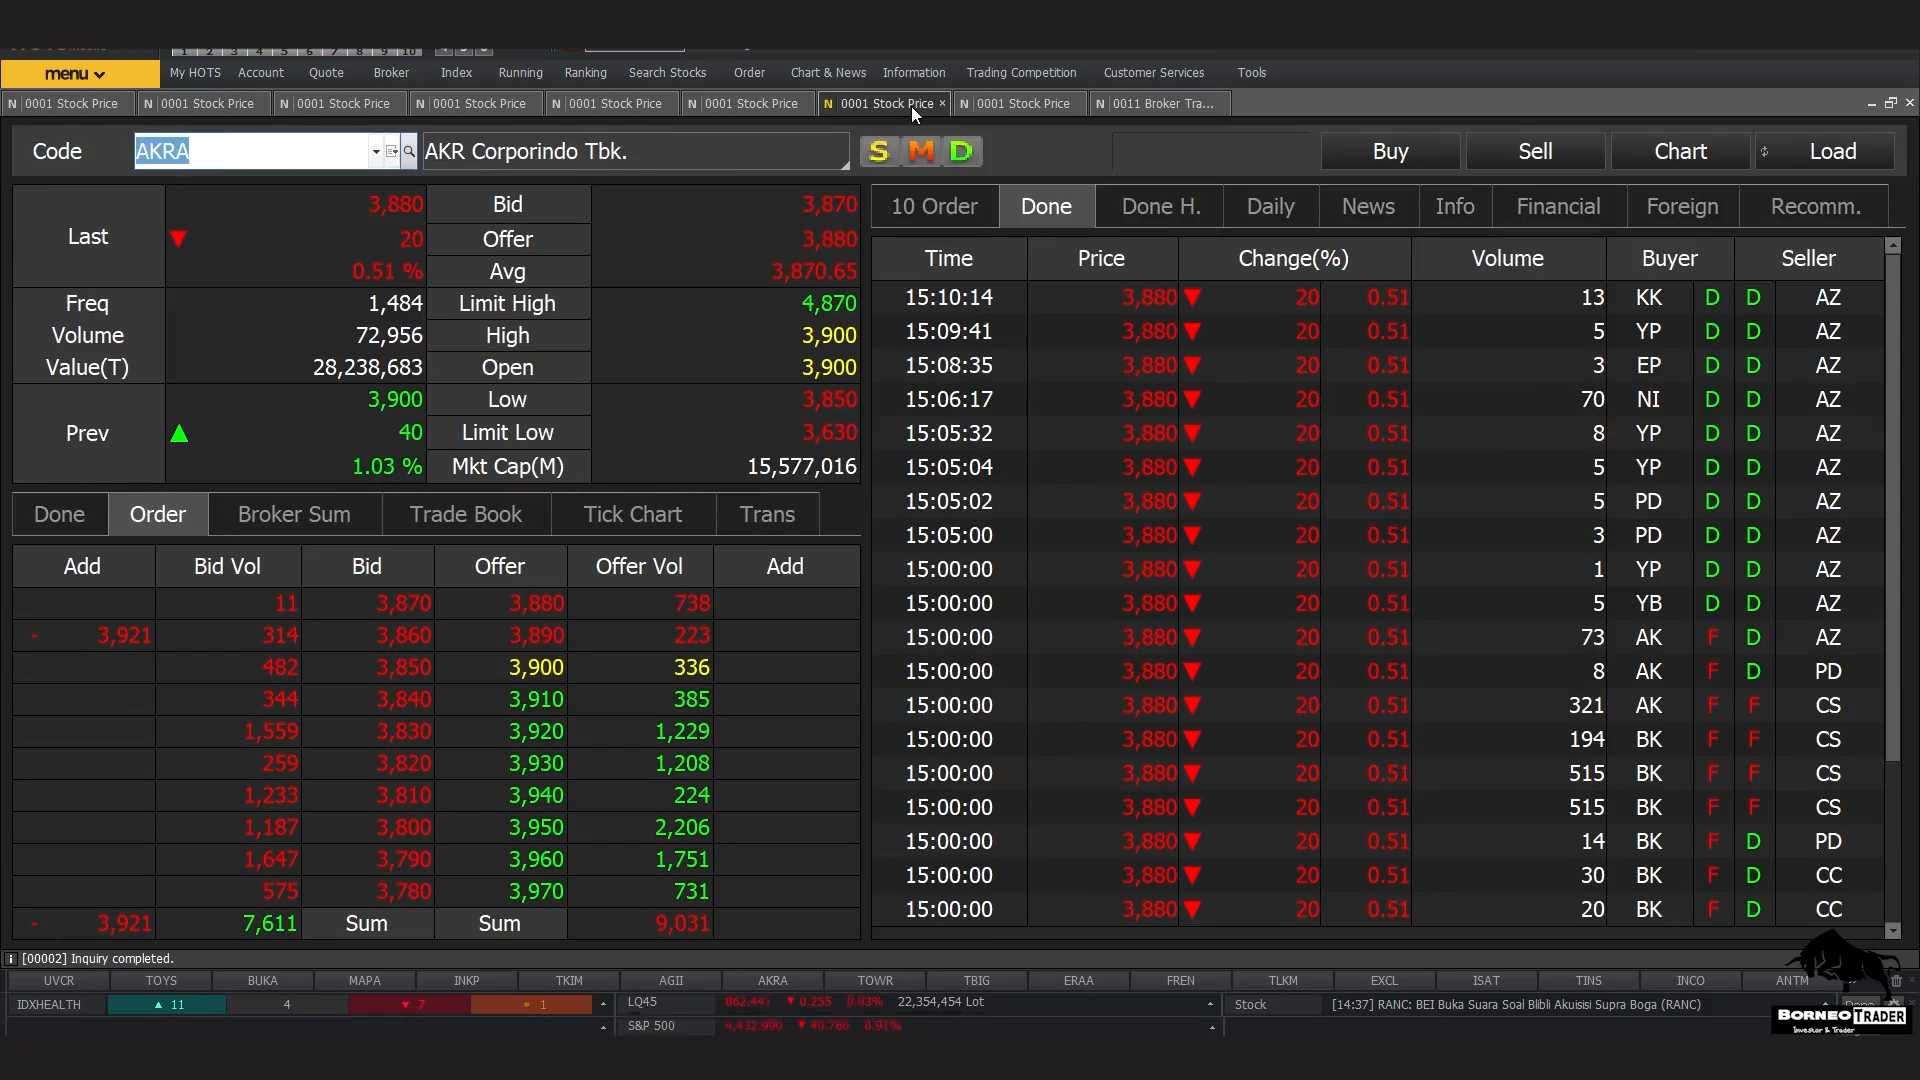 1 2 3 4 5 6 7 8 9 10
menu My HOTS Account Quote Broker Index Running Ranking Search Stocks Order Chart & News Information Trading Competition Customer Services Tools
N 0001 Stock Price N 0001 Stock Price N 0001 Stock Price N 0001 Stock Price N 0001 Stock Price N 0001 Stock Price N 0001 Stock Price × N 0001 Stock Price N 0011 Broker Tra...
Code AKRA AKR Corporindo Tbk. S M D Buy Sell Chart Load
Last 3,880 Bid 3,870
▼ 20 Offer 3,880
0.51 % Avg 3,870.65
Freq 1,484 Limit High 4,870
Volume 72,956 High 3,900
Value(T) 28,238,683 Open 3,900
Prev 3,900 Low 3,850
▲ 40 Limit Low 3,630
1.03 % Mkt Cap(M) 15,577,016
Done Order Broker Sum Trade Book Tick Chart Trans
Add Bid Vol Bid Offer Offer Vol Add
11 3,870 3,880 738
- 3,921 314 3,860 3,890 223
482 3,850 3,900 336
344 3,840 3,910 385
1,559 3,830 3,920 1,229
259 3,820 3,930 1,208
1,233 3,810 3,940 224
1,187 3,800 3,950 2,206
1,647 3,790 3,960 1,751
575 3,780 3,970 731
- 3,921 7,611 Sum Sum 9,031
10 Order Done Done H. Daily News Info Financial Foreign Recomm.
Time Price Change(%) Volume Buyer Seller
15:10:14 3,880 ▼ 20 0.51 13 KK D D AZ
15:09:41 3,880 ▼ 20 0.51 5 YP D D AZ
15:08:35 3,880 ▼ 20 0.51 3 EP D D AZ
15:06:17 3,880 ▼ 20 0.51 70 NI D D AZ
15:05:32 3,880 ▼ 20 0.51 8 YP D D AZ
15:05:04 3,880 ▼ 20 0.51 5 YP D D AZ
15:05:02 3,880 ▼ 20 0.51 5 PD D D AZ
15:05:00 3,880 ▼ 20 0.51 3 PD D D AZ
15:00:00 3,880 ▼ 20 0.51 1 YP D D AZ
15:00:00 3,880 ▼ 20 0.51 5 YB D D AZ
15:00:00 3,880 ▼ 20 0.51 73 AK F D AZ
15:00:00 3,880 ▼ 20 0.51 8 AK F D PD
15:00:00 3,880 ▼ 20 0.51 321 AK F F CS
15:00:00 3,880 ▼ 20 0.51 194 BK F F CS
15:00:00 3,880 ▼ 20 0.51 515 BK F F CS
15:00:00 3,880 ▼ 20 0.51 515 BK F F CS
15:00:00 3,880 ▼ 20 0.51 14 BK F D PD
15:00:00 3,880 ▼ 20 0.51 30 BK F D CC
15:00:00 3,880 ▼ 20 0.51 20 BK F D CC
i [00002] Inquiry completed.
UVCR TOYS BUKA MAPA INKP TKIM AGII AKRA TOWR TBIG ERAA FREN TLKM EXCL ISAT TINS INCO ANTM
IDXHEALTH ▲ 11 4 ▼ 7 * 1 LQ45 862.441 ▼ 0.255 0.03% 22,354,454 Lot Stock [14:37] RANC: BEI Buka Suara Soal Blibli Akuisisi Supra Boga (RANC)
S&P 500 4,432.990 ▼ 40.760 0.91%
BORNEO TRADER
Investor & Trader